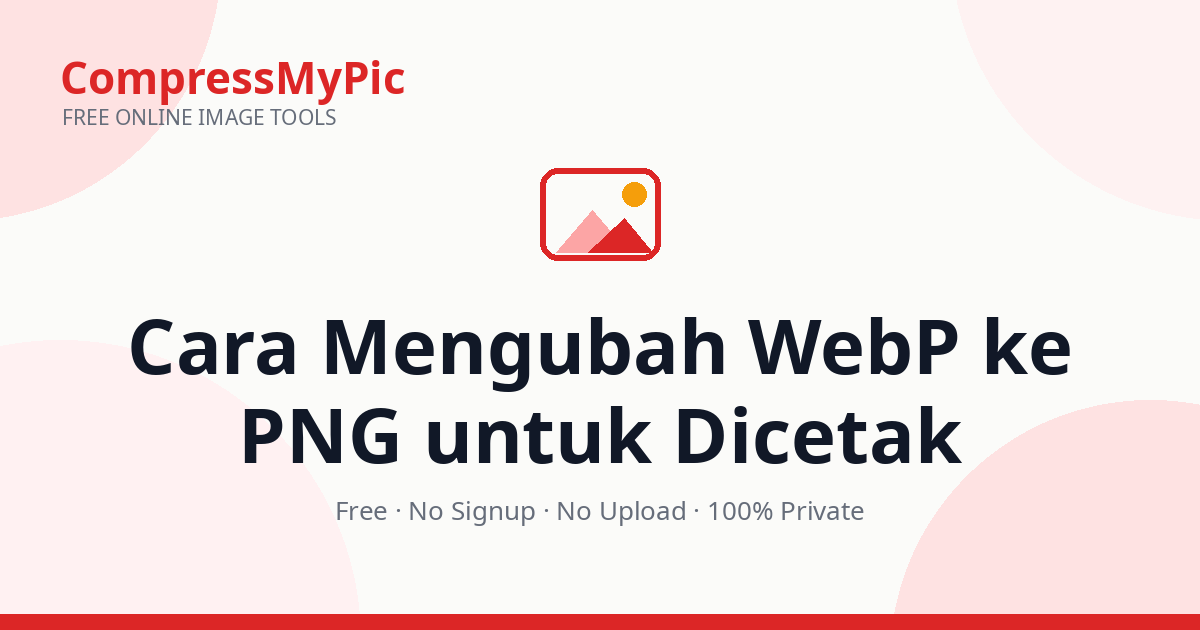 CompressMyPic
FREE ONLINE IMAGE TOOLS
Cara Mengubah WebP ke
PNG untuk Dicetak
Free · No Signup · No Upload · 100% Private